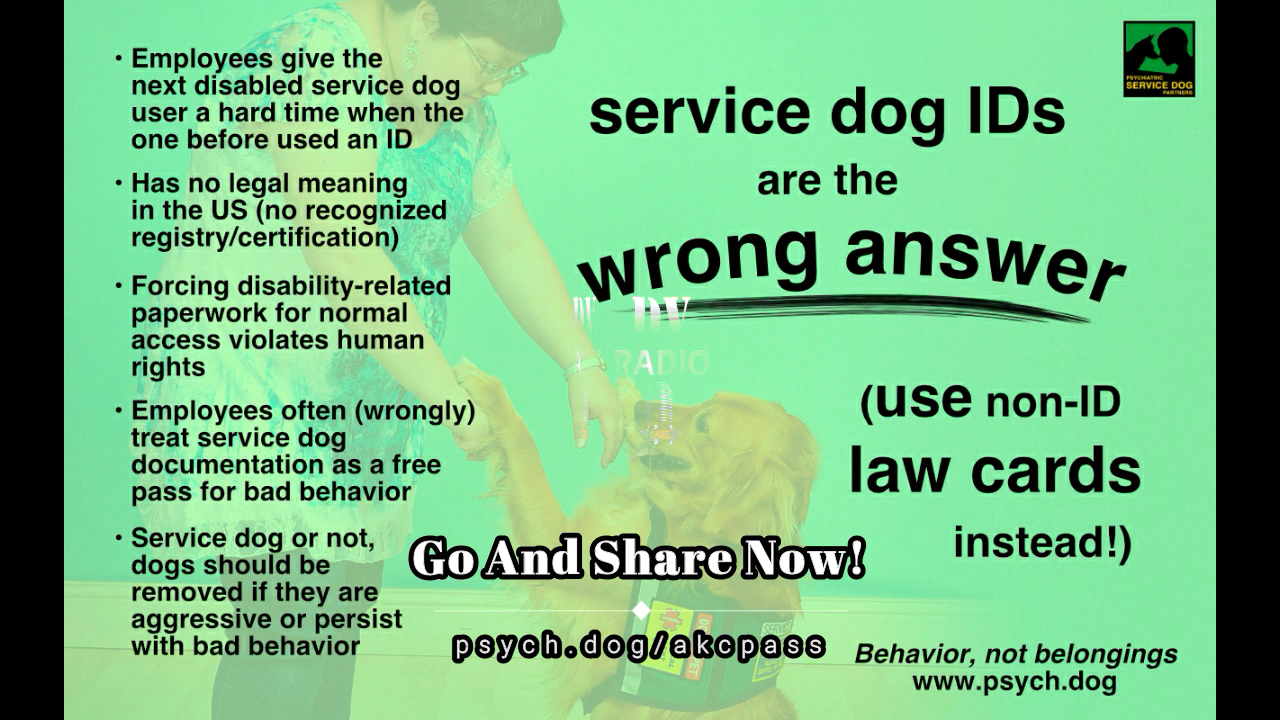 • Employees give the
next disabled service dog
user a hard time when the
one before used an ID
• Has no legal meaning
in the US (no recognized
registry/certification)
• Forcing disability-related
paperwork for normal
access violates human
rights
• Employees often (wrongly)
treat service dog
documentation as a free
pass for bad behavior
• Service dog or not,
dogs should be
removed if they are
aggressive or persist
with bad behavior
PSYCHIATRIC
SERVICE DOG
PARTNERS
service dog IDs
are the
wrong answer
RADIO
(use non-ID
law cards
instead!)
Go And Share Now!
psych.dog/akcpass
Behavior, not belongings
www.psych.dog